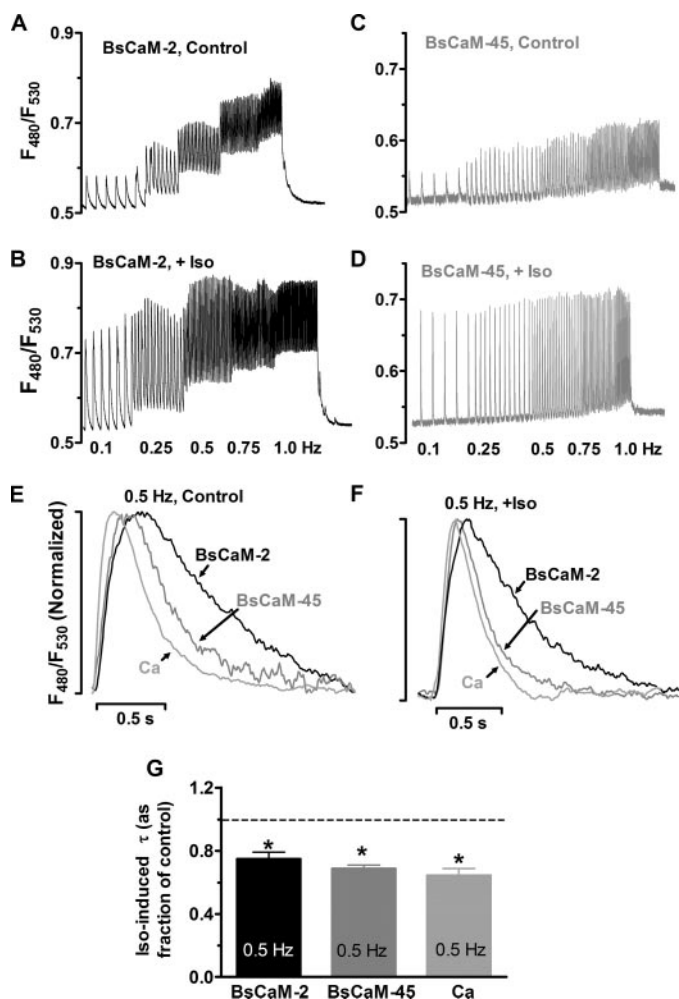 A
BsCaM-2, Control
F480/F530
0.9
0.7
0.5
C
BsCaM-45, Control
0.7
0.6
0.5
B
BsCaM-2, + Iso
F480/F530
0.9
0.7
0.5
0.1 0.25 0.5 0.75 1.0 Hz
D
BsCaM-45, + Iso
0.7
0.6
0.5
0.1 0.25 0.5 0.75 1.0 Hz
E
0.5 Hz, Control
F480/F530 (Normalized)
BsCaM-2
BsCaM-45
Ca
0.5 s
F
0.5 Hz, +Iso
BsCaM-2
BsCaM-45
Ca
0.5 s
G
Iso-induced τ (as
fraction of control)
1.2
0.8
0.4
0.0
* * *
0.5 Hz 0.5 Hz 0.5 Hz
BsCaM-2 BsCaM-45 Ca